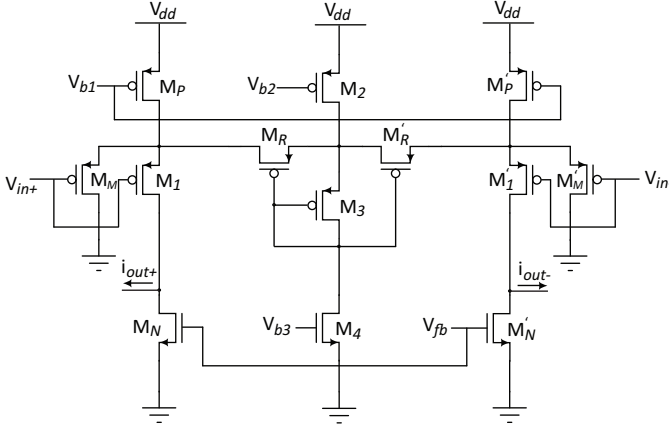 Vdd Vdd Vdd
Vb1 MP Vb2 M2 M'P
MR M'R
Vin+ MM M1 M3 M'1 M'M Vin
iout+ iout-
MN Vb3 M4 Vfb M'N